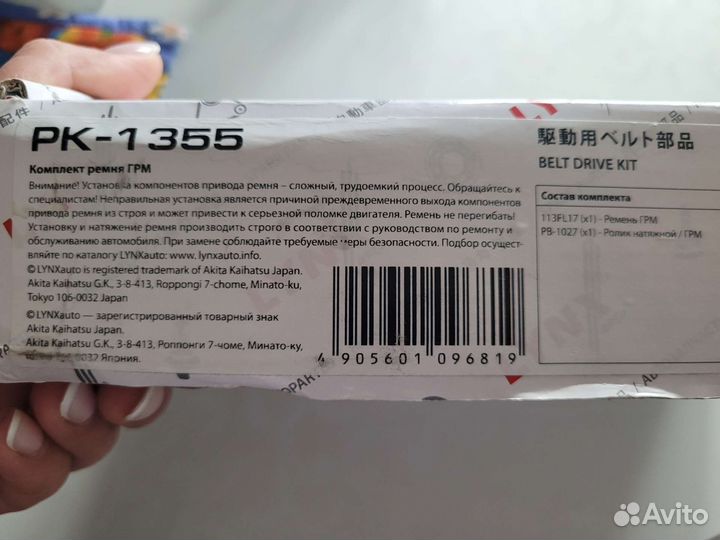 PK-1355
Комплект ремня ГРМ
Внимание! Установка компонентов привода ремня – сложный, трудоемкий процесс. Обращайтесь к
специалистам! Неправильная установка является причиной преждевременного выхода компонентов
привода ремня из строя и может привести к серьезной поломке двигателя. Ремень не перегибать!
Установку и натяжение ремня производить строго в соответствии с руководством по ремонту и
обслуживанию автомобиля. При замене соблюдайте требуемые меры безопасности. Подбор осущест-
вляйте по каталогу LYNXauto: www.lynxauto.info.
©LYNXauto is registered trademark of Akita Kaihatsu Japan.
Akita Kaihatsu G.K., 3-8-413, Roppongi 7-chome, Minato-ku,
Tokyo 106-0032 Japan
©LYNXauto — зарегистрированный товарный знак
Akita Kaihatsu Japan.
Akita Kaihatsu G.K., 3-8-413, Роппонги 7-чоме, Минато-ку,
106-0032 Япония.
4 905601 096819
駆動用ベルト部品
BELT DRIVE KIT
Состав комплекта
113FL17 (x1) - Ремень ГРМ
PB-1027 (x1) - Ролик натяжной / ГРМ
LYNX
Avito